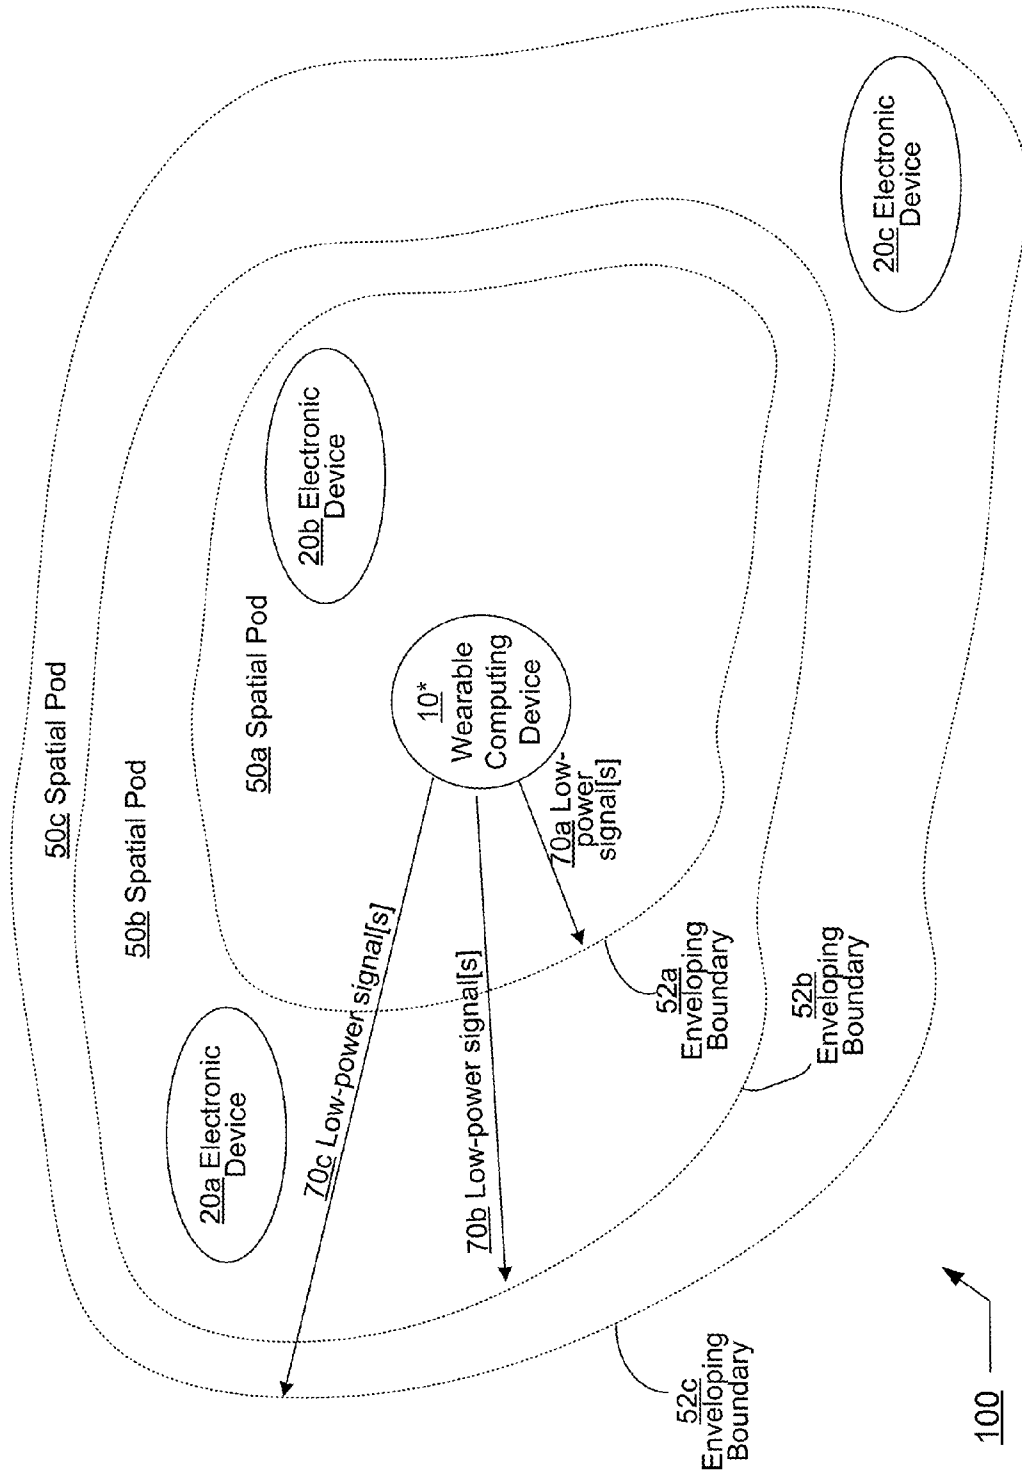 50c Spatial Pod
50b Spatial Pod
50a Spatial Pod
20a Electronic
Device
20b Electronic
Device
20c Electronic
Device
10*
Wearable
Computing
Device
70c Low-power signal[s]
70b Low-power signal[s]
70a Low-
power
signal[s]
52a
Enveloping
Boundary
52b
Enveloping
Boundary
52c
Enveloping
Boundary
100